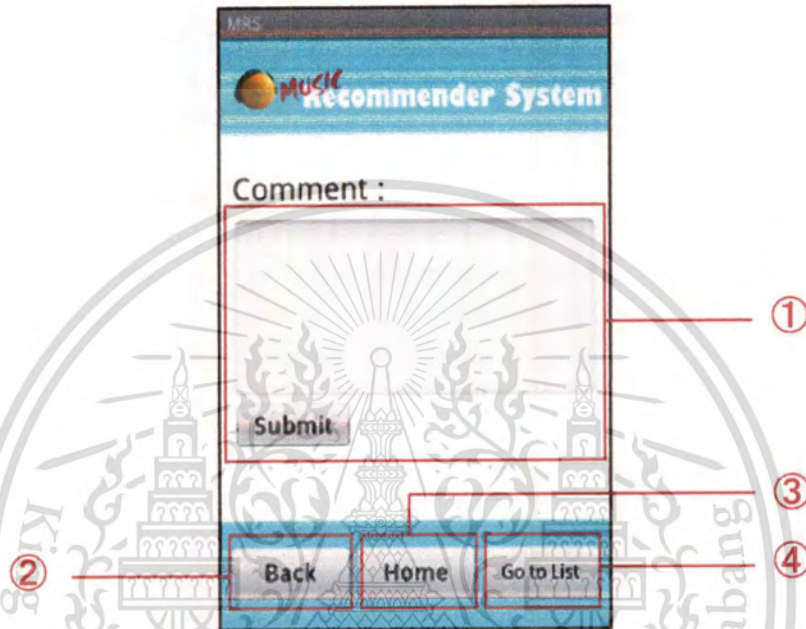 MRS
MUSIC
Recommender System
Comment :
①
Submit
③
② Back Home Go to List ④